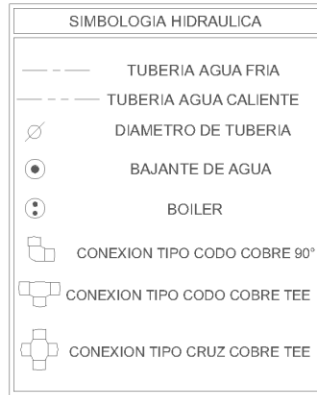 SIMBOLOGIA HIDRAULICA
TUBERIA AGUA FRIA
TUBERIA AGUA CALIENTE
DIAMETRO DE TUBERIA
BAJANTE DE AGUA
BOILER
CONEXION TIPO CODO COBRE 90°
CONEXION TIPO CODO COBRE TEE
CONEXION TIPO CRUZ COBRE TEE